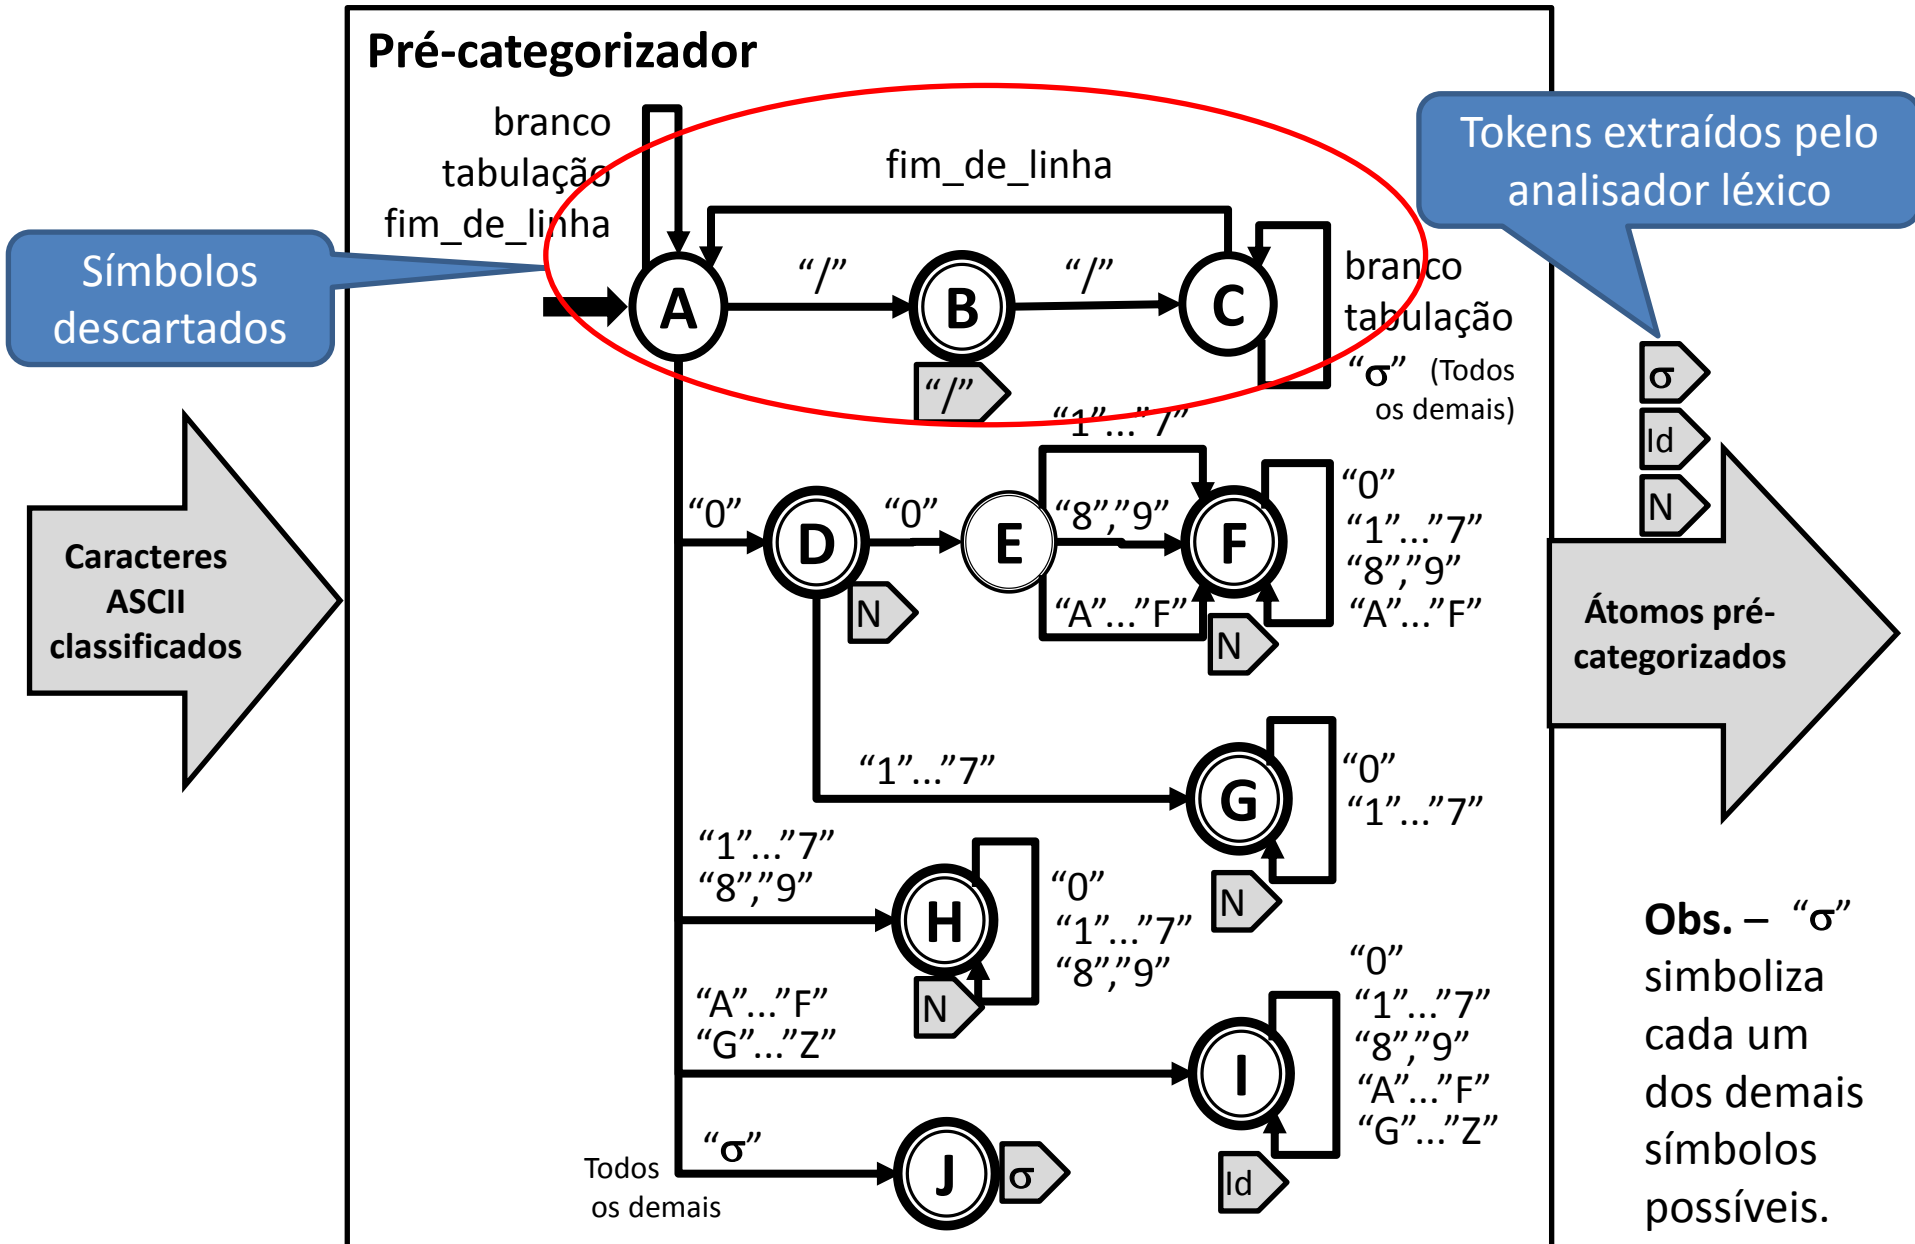 Pré-categorizador
branco
tabulação
fim_de_linha
fim_de_linha
Tokens extraídos pelo
analisador léxico
Símbolos
descartados
“/”
“/”
A
B
C
“/”
branco
tabulação
“σ” (Todos
os demais)
σ
Id
N
Caracteres
ASCII
classificados
“0”
D
N
“0”
E
“1”...”7”
“8”,”9”
“A”...”F”
F
N
“0”
“1”...”7”
“8”,”9”
“A”...”F”
Átomos pré-
categorizados
“1”...”7”
G
N
“0”
“1”...”7”
“1”...”7”
“8”,”9”
H
N
“0”
“1”...”7”
“8”,”9”
“A”...”F”
“G”...”Z”
I
Id
“0”
“1”...”7”
“8”,”9”
“A”...”F”
“G”...”Z”
“σ”
Todos
os demais
J
σ
Obs. – “σ”
simboliza
cada um
dos demais
símbolos
possíveis.